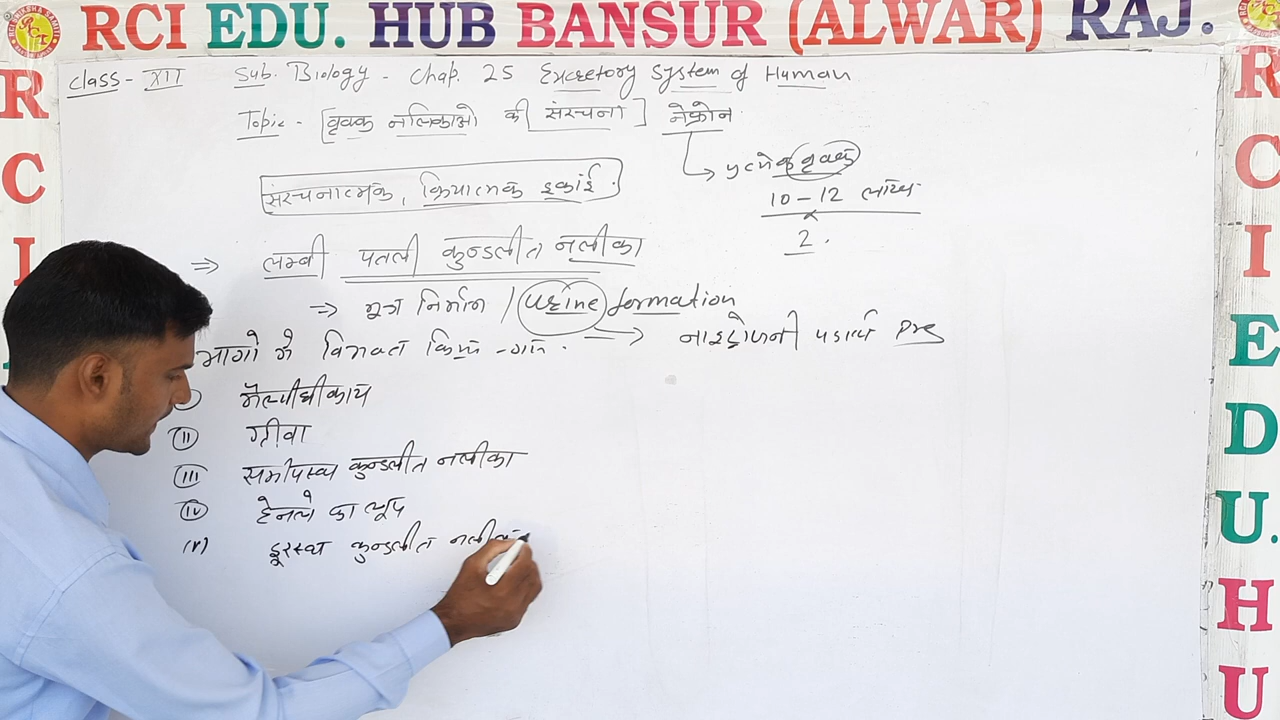 RCI EDU. HUB BANSUR (ALWAR) RAJ.
Class - XII Sub. Biology - Chap. 25 Excretory System of Human
Topic - [वृक्क नलिकाओं की संरचना] नेफ्रोन
प्रत्येक वृक्क
संरचनात्मक, क्रियात्मक इकाई.
10 - 12 लाख
2.
⇒ लम्बी पतली कुन्डलीत नलीका
⇒ मूत्र निर्माण / Urine formation
→ नाइट्रोजनी पदार्थ
भागो मे विभक्त किया
मैल्पीघीकाय
(ii) ग्रीवा
(iii) समीपस्थ कुन्डलीत नलीका
(iv) हेनले का लूप
(v) दूरस्थ कुन्डलीत
R C I
R C I E D U. H U